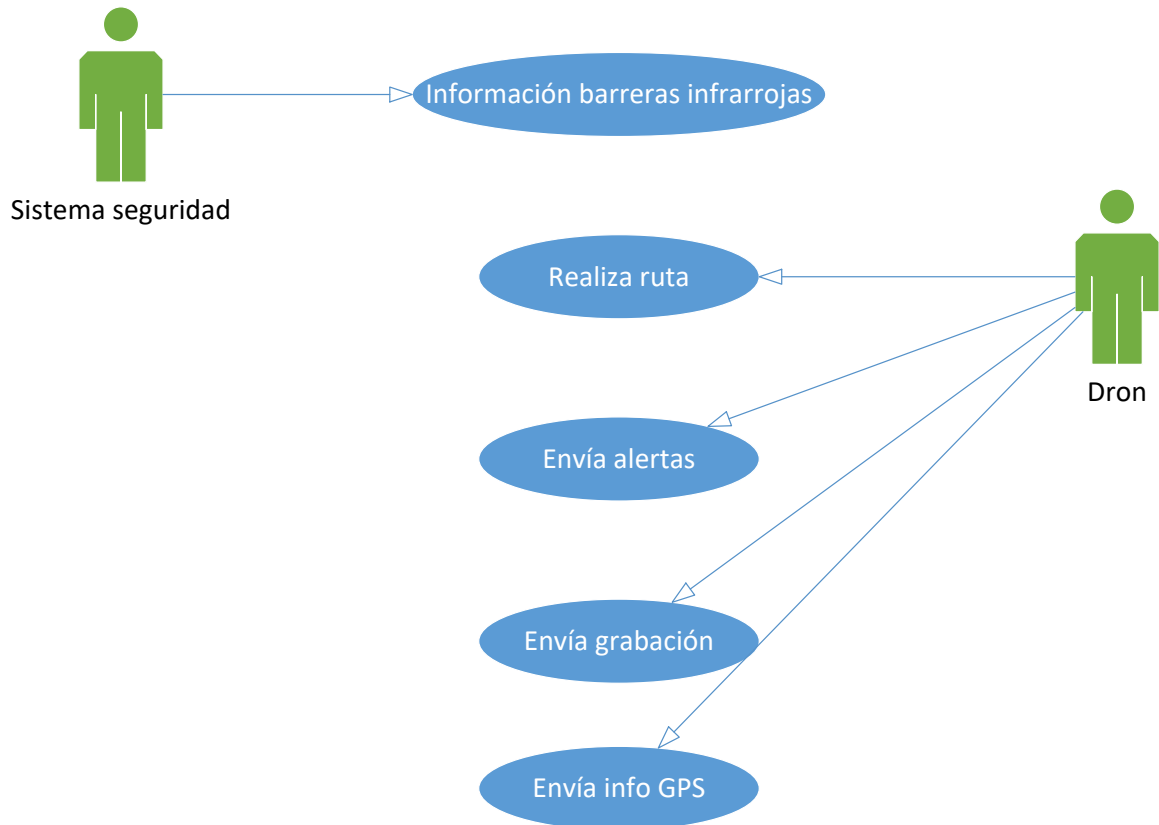 Información barreras infrarrojas
Sistema seguridad
Realiza ruta
Dron
Envía alertas
Envía grabación
Envía info GPS